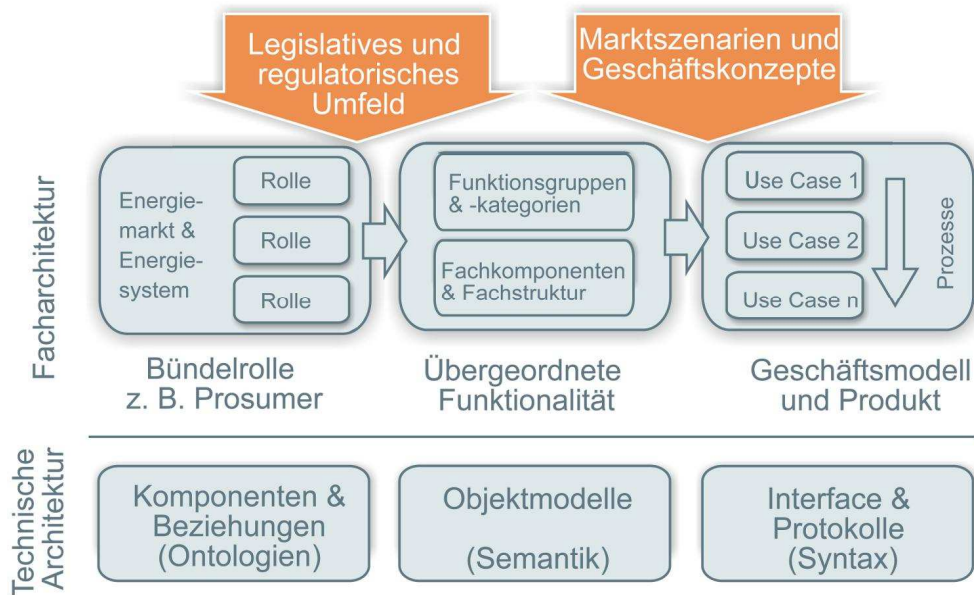 Legislatives und
regulatorisches
Umfeld
Marktszenarien und
Geschäftskonzepte
Facharchitektur
Energie-
markt &
Energie-
system
Rolle
Rolle
Rolle
Funktionsgruppen
& -kategorien
Fachkomponenten
& Fachstruktur
Use Case 1
Use Case 2
Use Case n
Prozesse
Bündelrolle
z. B. Prosumer
Übergeordnete
Funktionalität
Geschäftsmodell
und Produkt
Technische
Architektur
Komponenten &
Beziehungen
(Ontologien)
Objektmodelle
(Semantik)
Interface &
Protokolle
(Syntax)